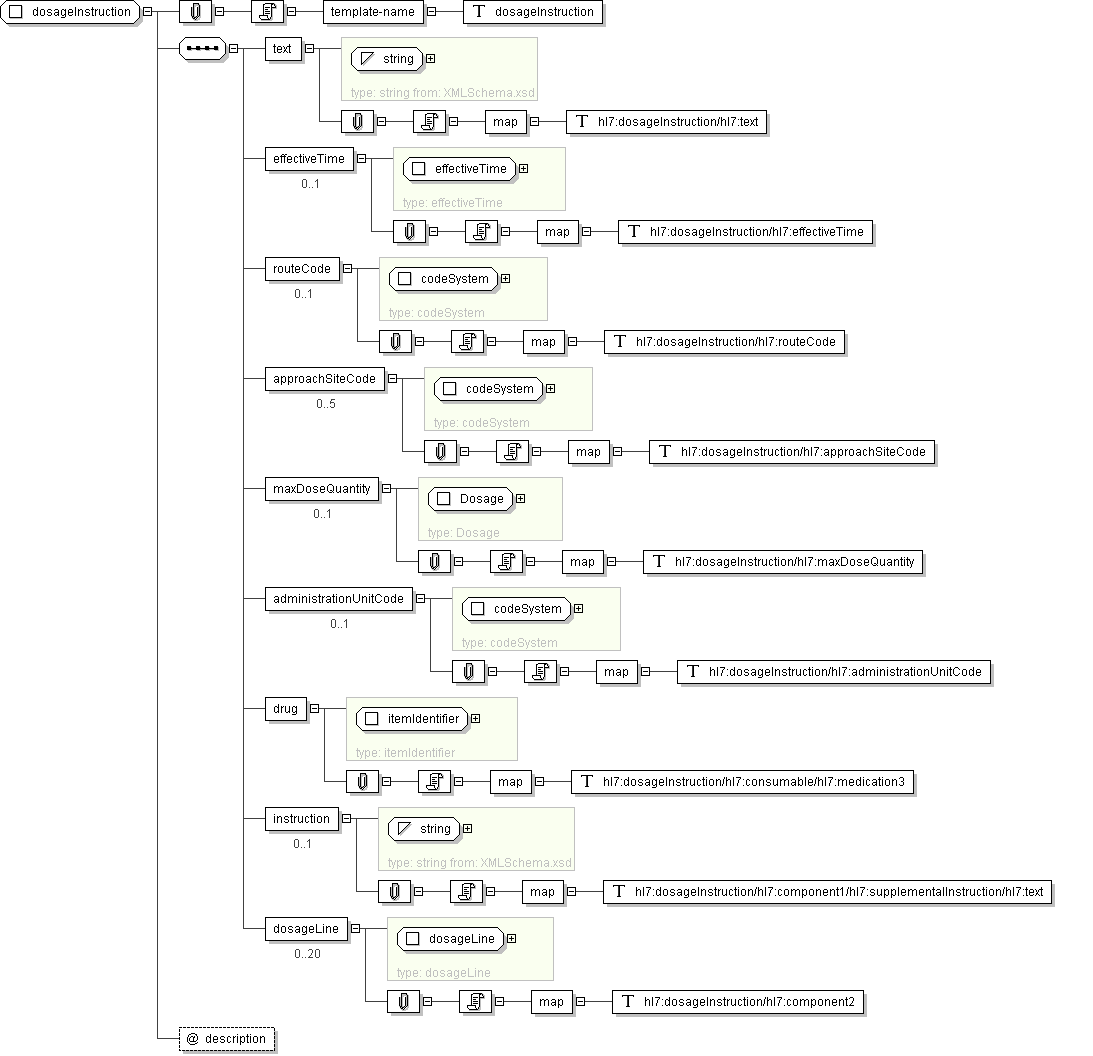 dosageInstruction template-name T dosageInstruction
text string
type: string from: XMLSchema.xsd
map T hl7:dosageInstruction/hl7:text
effectiveTime effectiveTime
0..1
type: effectiveTime
map T hl7:dosageInstruction/hl7:effectiveTime
routeCode codeSystem
0..1
type: codeSystem
map T hl7:dosageInstruction/hl7:routeCode
approachSiteCode codeSystem
0..5
type: codeSystem
map T hl7:dosageInstruction/hl7:approachSiteCode
maxDoseQuantity Dosage
0..1
type: Dosage
map T hl7:dosageInstruction/hl7:maxDoseQuantity
administrationUnitCode codeSystem
0..1
type: codeSystem
map T hl7:dosageInstruction/hl7:administrationUnitCode
drug itemIdentifier
type: itemIdentifier
map T hl7:dosageInstruction/hl7:consumable/hl7:medication3
instruction string
0..1
type: string from: XMLSchema.xsd
map T hl7:dosageInstruction/hl7:component1/hl7:supplementalInstruction/hl7:text
dosageLine dosageLine
0..20
type: dosageLine
map T hl7:dosageInstruction/hl7:component2
@ description